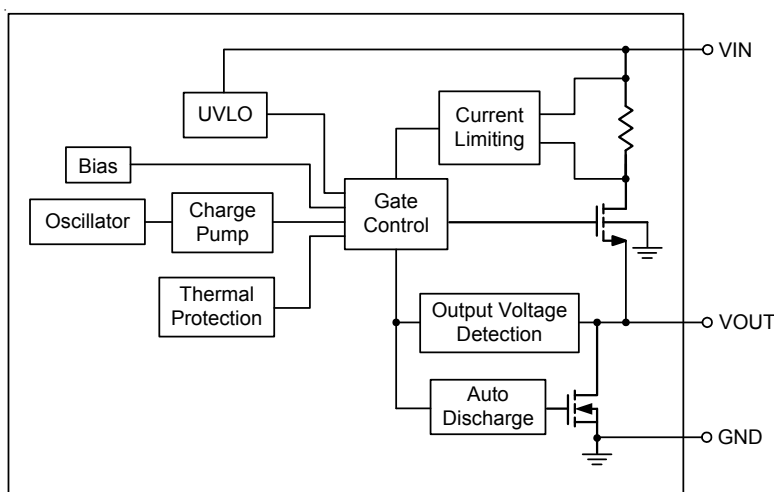 VIN
UVLO
Current
Limiting
Bias
Gate
Control
Oscillator
Charge
Pump
Thermal
Protection
Output Voltage
Detection
VOUT
Auto
Discharge
GND